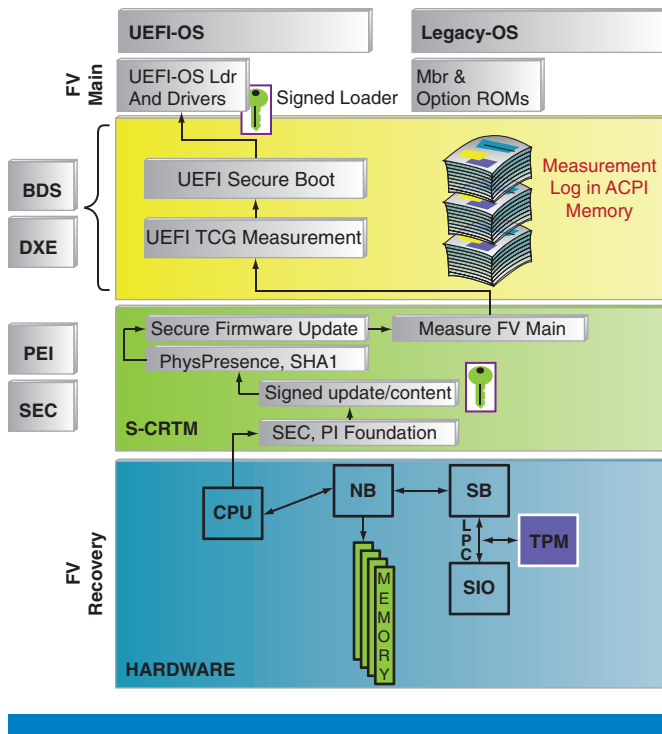 UEFI-OS
Legacy-OS
FV
Main
UEFI-OS Ldr
And Drivers
Signed Loader
Mbr &
Option ROMs
BDS
DXE
UEFI Secure Boot
UEFI TCG Measurement
Measurement
Log in ACPI
Memory
PEI
SEC
Secure Firmware Update
Measure FV Main
PhysPresence, SHA1
Signed update/content
S-CRTM
SEC, PI Foundation
FV
Recovery
CPU
NB
SB
LPC
TPM
SIO
MEMORY
HARDWARE